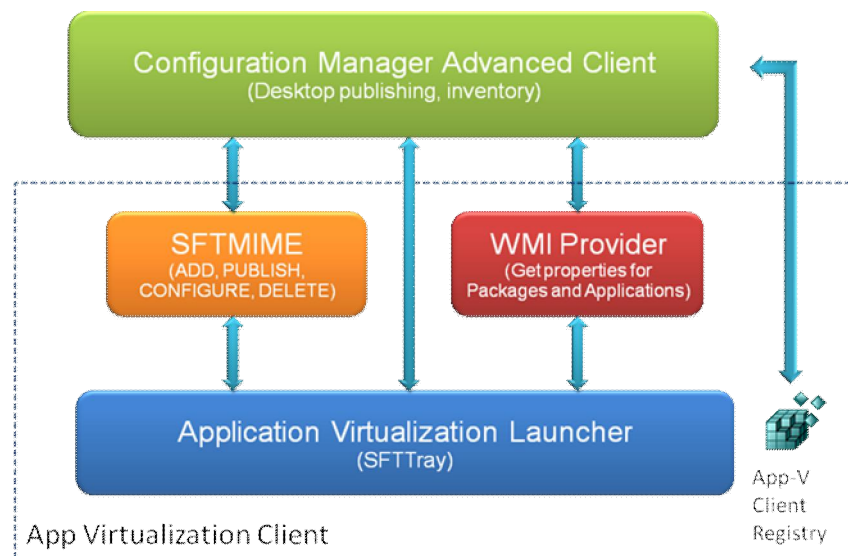 Configuration Manager Advanced Client
(Desktop publishing, inventory)
SFTMIME
(ADD, PUBLISH,
CONFIGURE, DELETE)
WMI Provider
(Get properties for
Packages and Applications)
Application Virtualization Launcher
(SFTTray)
App-V
Client
Registry
App Virtualization Client